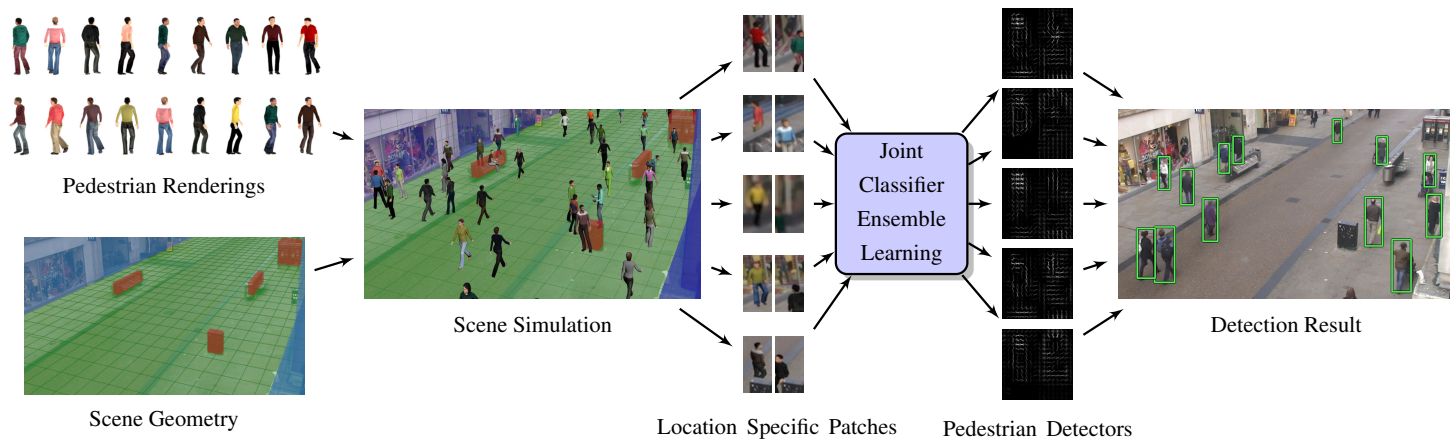 Pedestrian Renderings
Scene Geometry
Scene Simulation
Location Specific Patches
Joint
Classifier
Ensemble
Learning
Pedestrian Detectors
Detection Result